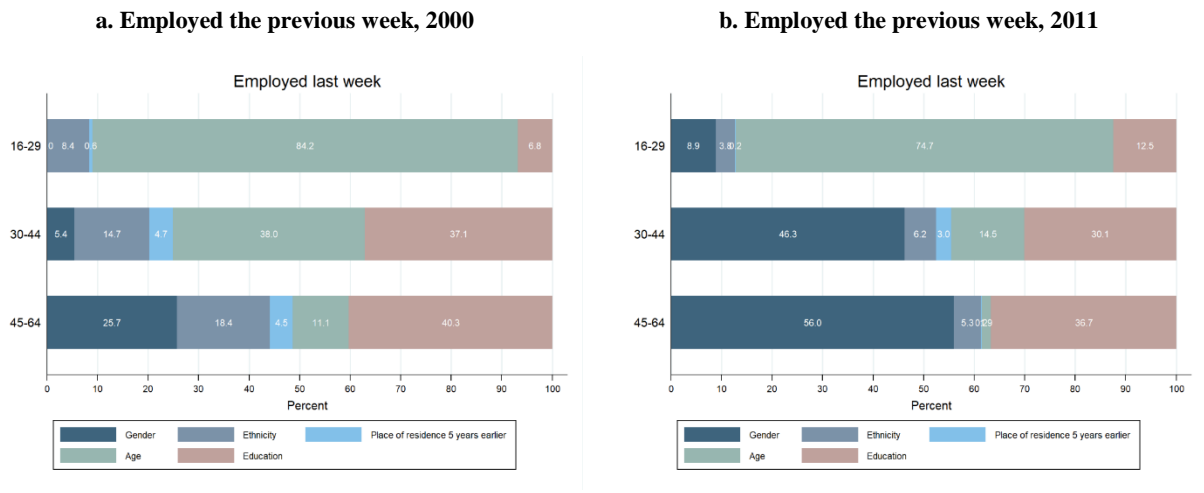 a. Employed the previous week, 2000
Employed last week
16-29 0 8.4 0.6 84.2 6.8
30-44 5.4 14.7 4.7 38.0 37.1
45-64 25.7 18.4 4.5 11.1 40.3
0 10 20 30 40 50 60 70 80 90 100
Percent
Gender Ethnicity Place of residence 5 years earlier
Age Education
b. Employed the previous week, 2011
Employed last week
16-29 8.9 3.8 0.2 74.7 12.5
30-44 46.3 6.2 3.0 14.5 30.1
45-64 56.0 5.3 36.7
0 10 20 30 40 50 60 70 80 90 100
Percent
Gender Ethnicity Place of residence 5 years earlier
Age Education